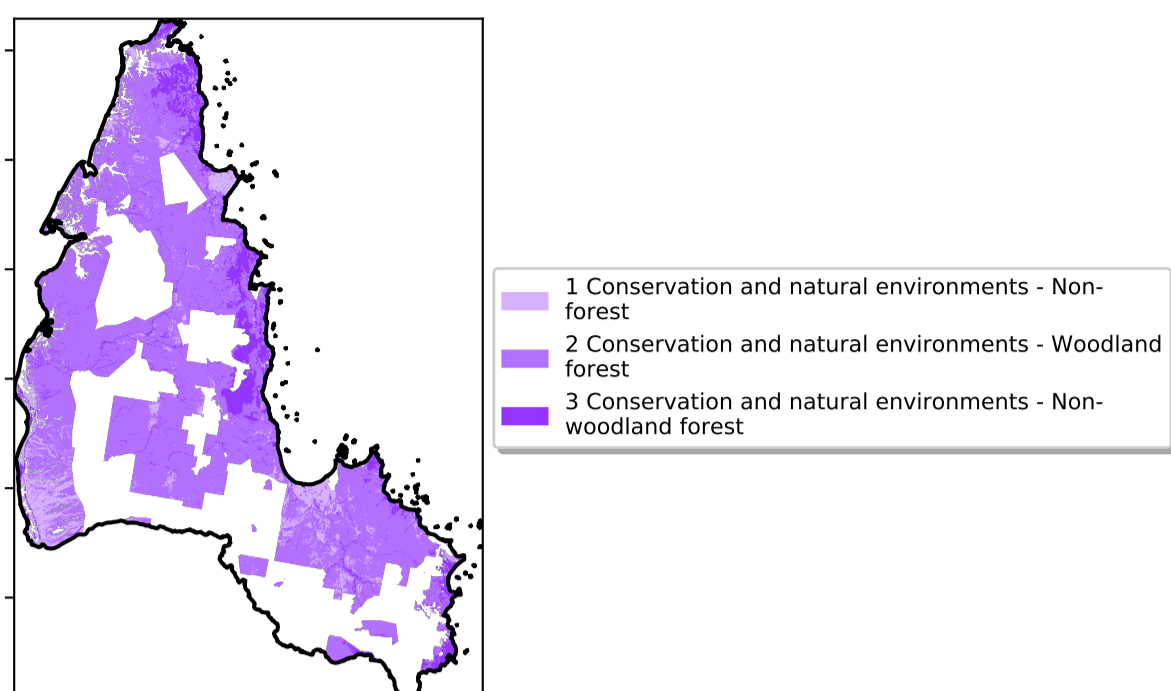 1 Conservation and natural environments - Non-
forest
2 Conservation and natural environments - Woodland
forest
3 Conservation and natural environments - Non-
woodland forest